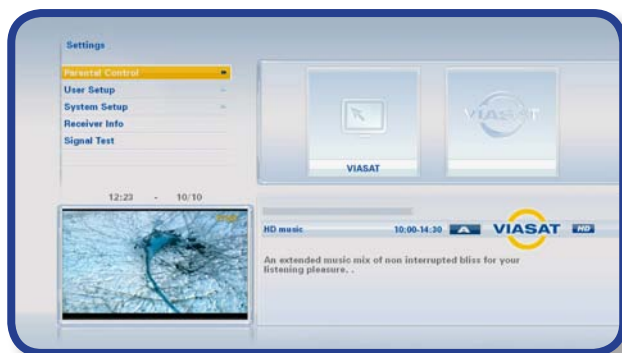 Settings
Parental Control
User Setup
System Setup
Receiver Info
Signal Test
VIASAT
VIASAT
12:23 - 10/10
HD music 10:00-14:30 A VIASAT HD
An extended music mix of non interrupted bliss for your
listening pleasure. .